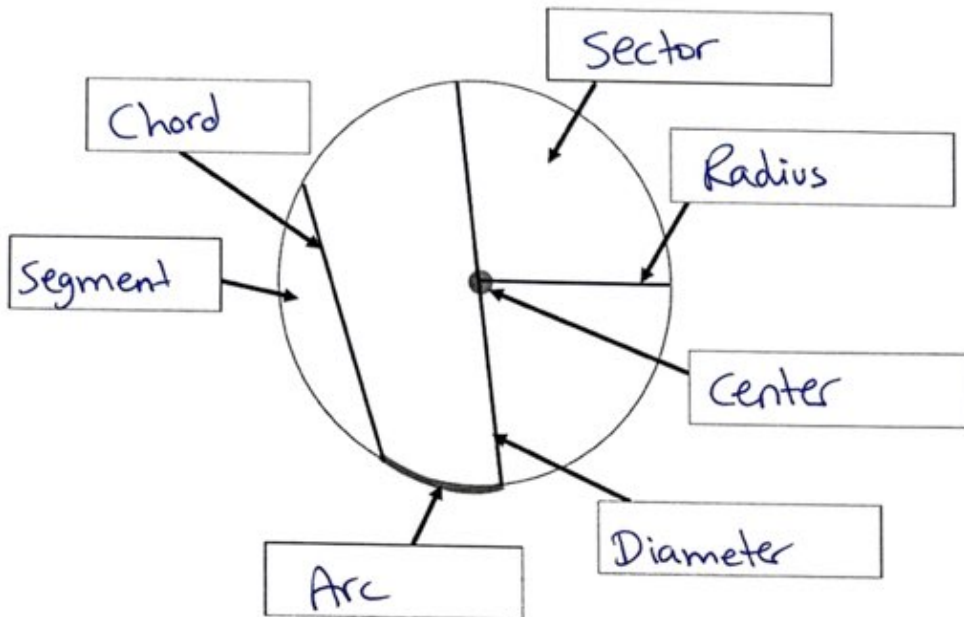 Sector
Chord
Radius
Segment
Center
Diameter
Arc